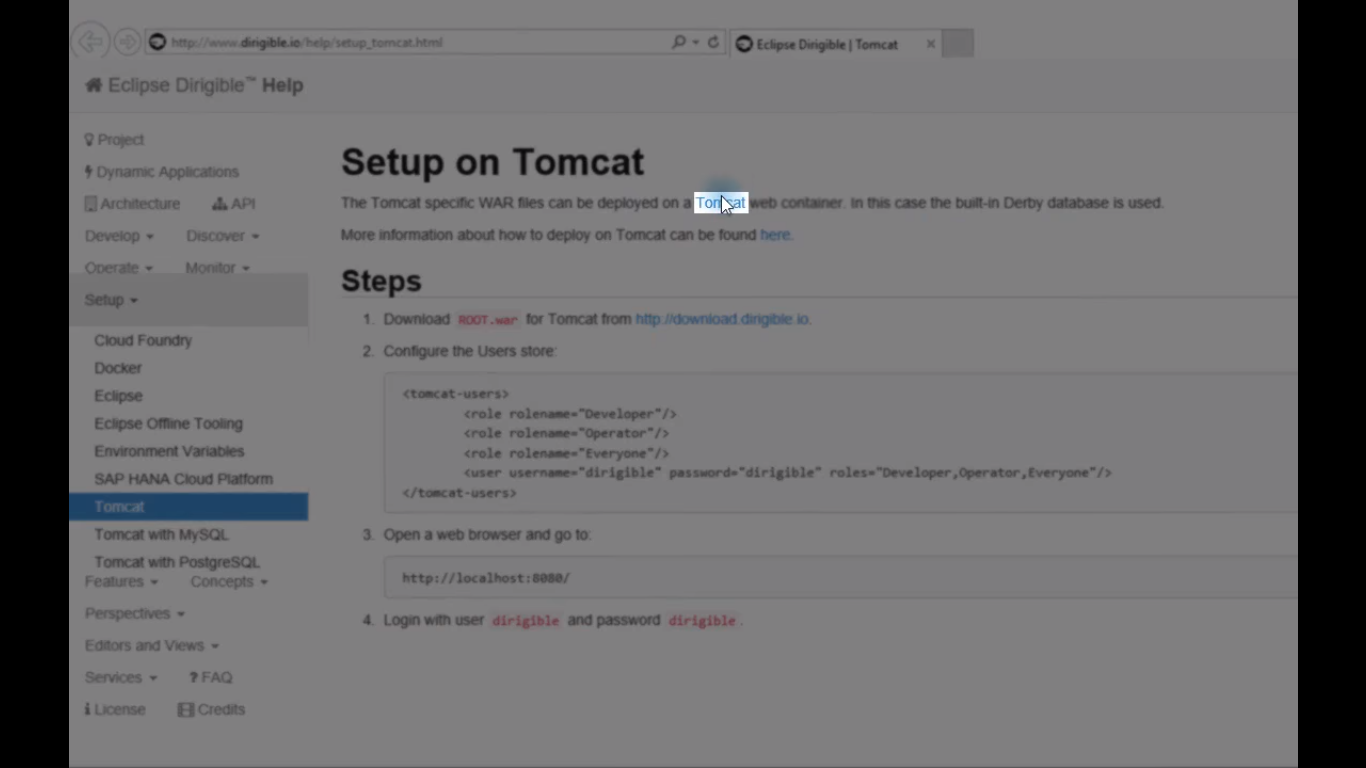 http://www.dirigible.io/help/setup_tomcat.html
Eclipse Dirigible | Tomcat
Eclipse Dirigible™ Help
Project
Dynamic Applications
Architecture API
Develop Discover
Operate Monitor
Setup
Cloud Foundry
Docker
Eclipse
Eclipse Offline Tooling
Environment Variables
SAP HANA Cloud Platform
Tomcat
Tomcat with MySQL
Tomcat with PostgreSQL
Features Concepts
Perspectives
Editors and Views
Services ? FAQ
License Credits
Setup on Tomcat
The Tomcat specific WAR files can be deployed on a Tomcat web container. In this case the built-in Derby database is used.
More information about how to deploy on Tomcat can be found here.
Steps
1. Download ROOT.war for Tomcat from http://download.dirigible.io.
2. Configure the Users store:
<tomcat-users>
<role rolename="Developer"/>
<role rolename="Operator"/>
<role rolename="Everyone"/>
<user username="dirigible" password="dirigible" roles="Developer,Operator,Everyone"/>
</tomcat-users>
3. Open a web browser and go to:
http://localhost:8080/
4. Login with user dirigible and password dirigible.